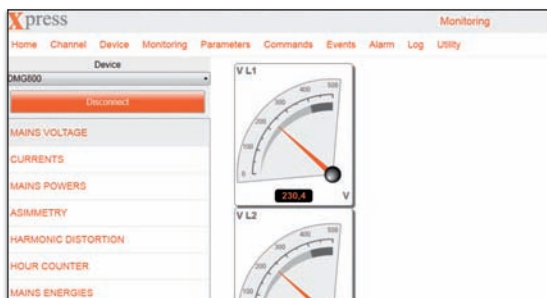 Xpress
Monitoring
Home Channel Device Monitoring Parameters Commands Events Alarm Log Utility
Device
DMG800
Disconnect
MAINS VOLTAGE
CURRENTS
MAINS POWERS
ASIMMETRY
HARMONIC DISTORTION
HOUR COUNTER
MAINS ENERGIES
V L1
0 100 200 300 400 500
230,4 V
V L2
100 200 300 400 500